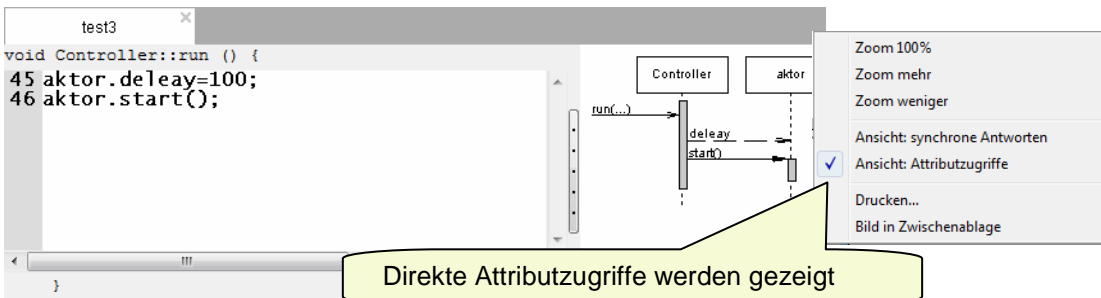 test3
void Controller::run () {
45 aktor.deleay=100;
46 aktor.start();
}
Controller
aktor
run(...)
deleay
start()
Zoom 100%
Zoom mehr
Zoom weniger
Ansicht: synchrone Antworten
Ansicht: Attributzugriffe
Drucken...
Bild in Zwischenablage
Direkte Attributzugriffe werden gezeigt